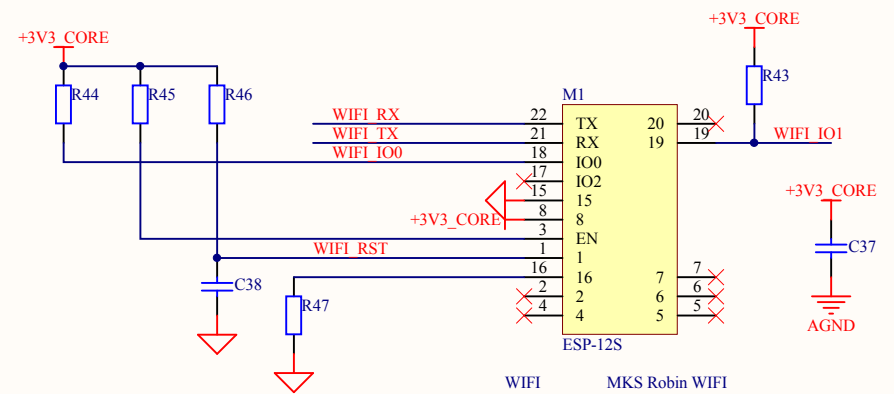 +3V3_CORE
+3V3_CORE
R44
R45
R46
R43
M1
WIFI_RX
22
TX
20
20
WIFI_TX
21
RX
19
19
WIFI_IO1
WIFI_IO0
18
IO0
17
IO2
15
15
+3V3_CORE
+3V3_CORE
8
8
3
EN
WIFI_RST
1
1
C37
16
16
7
7
C38
2
2
6
6
R47
4
4
5
5
AGND
ESP-12S
WIFI
MKS Robin WIFI